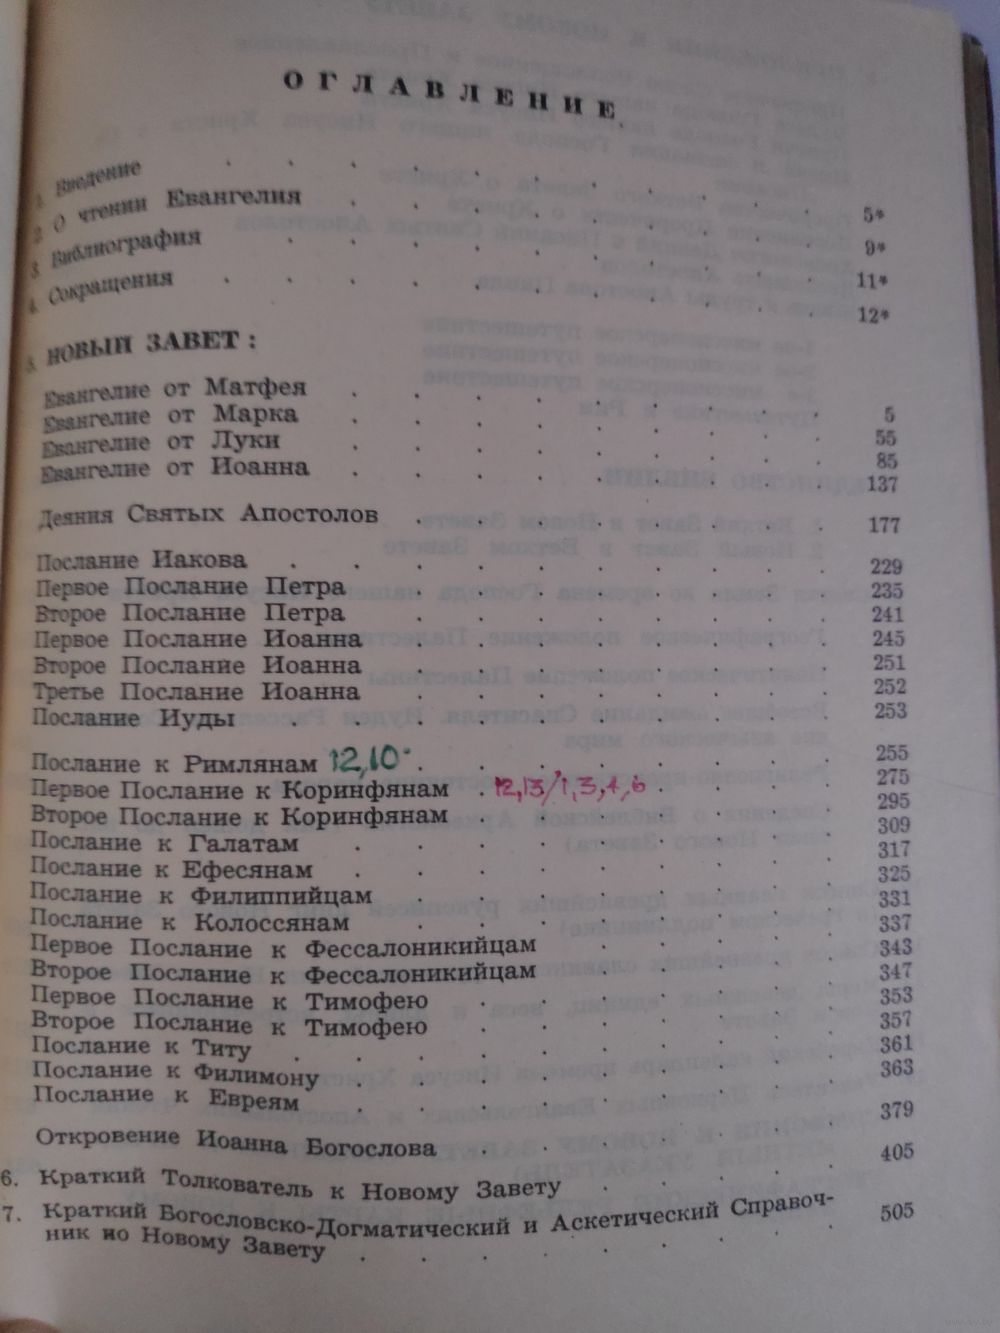 ОГЛАВЛЕНИЕ
1. Введение 5*
2. О чтении Евангелия 9*
3. Библиография 11*
4. Сокращения 12*
5. НОВЫЙ ЗАВЕТ:
Евангелие от Матфея 5
Евангелие от Марка 55
Евангелие от Луки 85
Евангелие от Иоанна 137
Деяния Святых Апостолов 177
Послание Иакова 229
Первое Послание Петра 235
Второе Послание Петра 241
Первое Послание Иоанна 245
Второе Послание Иоанна 251
Третье Послание Иоанна 252
Послание Иуды 253
Послание к Римлянам 12,10 255
Первое Послание к Коринфянам 12,13/1,3,4,6 275
Второе Послание к Коринфянам 295
Послание к Галатам 309
Послание к Ефесянам 317
Послание к Филиппийцам 325
Послание к Колоссянам 331
Первое Послание к Фессалоникийцам 337
Второе Послание к Фессалоникийцам 343
Первое Послание к Тимофею 347
Второе Послание к Тимофею 353
Послание к Титу 357
Послание к Филимону 361
Послание к Евреям 363
Откровение Иоанна Богослова 379
6. Краткий Толкователь к Новому Завету 405
7. Краткий Богословско-Догматический и Аскетический Справоч-
ник по Новому Завету 505